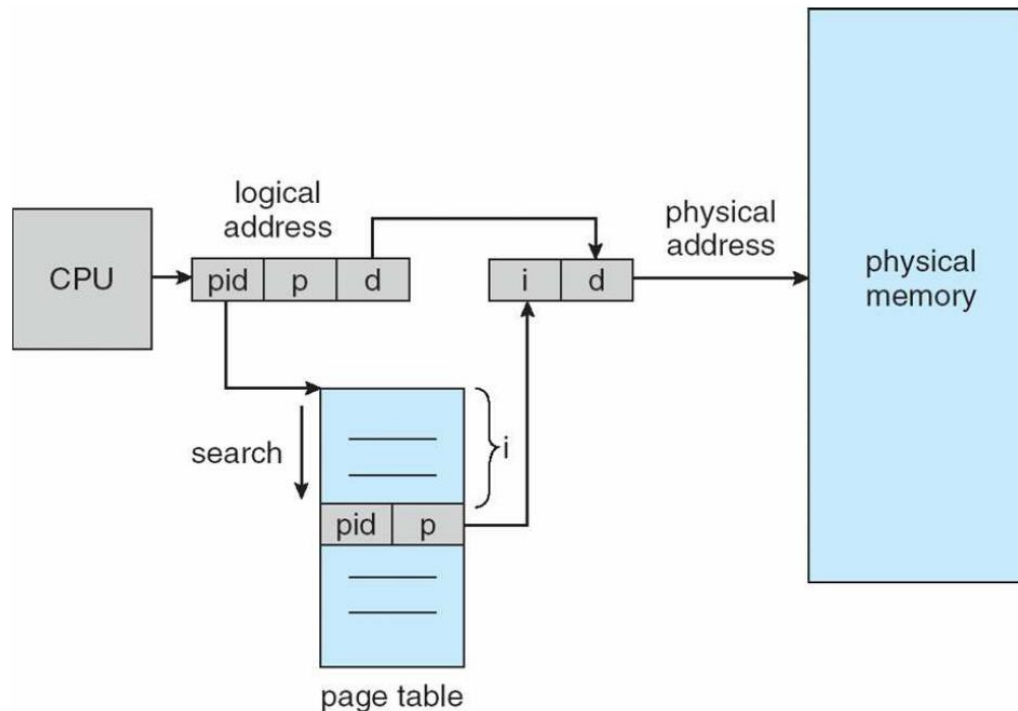 logical
address
physical
address
CPU
pid p d
i d
physical
memory
search
i
pid p
page table